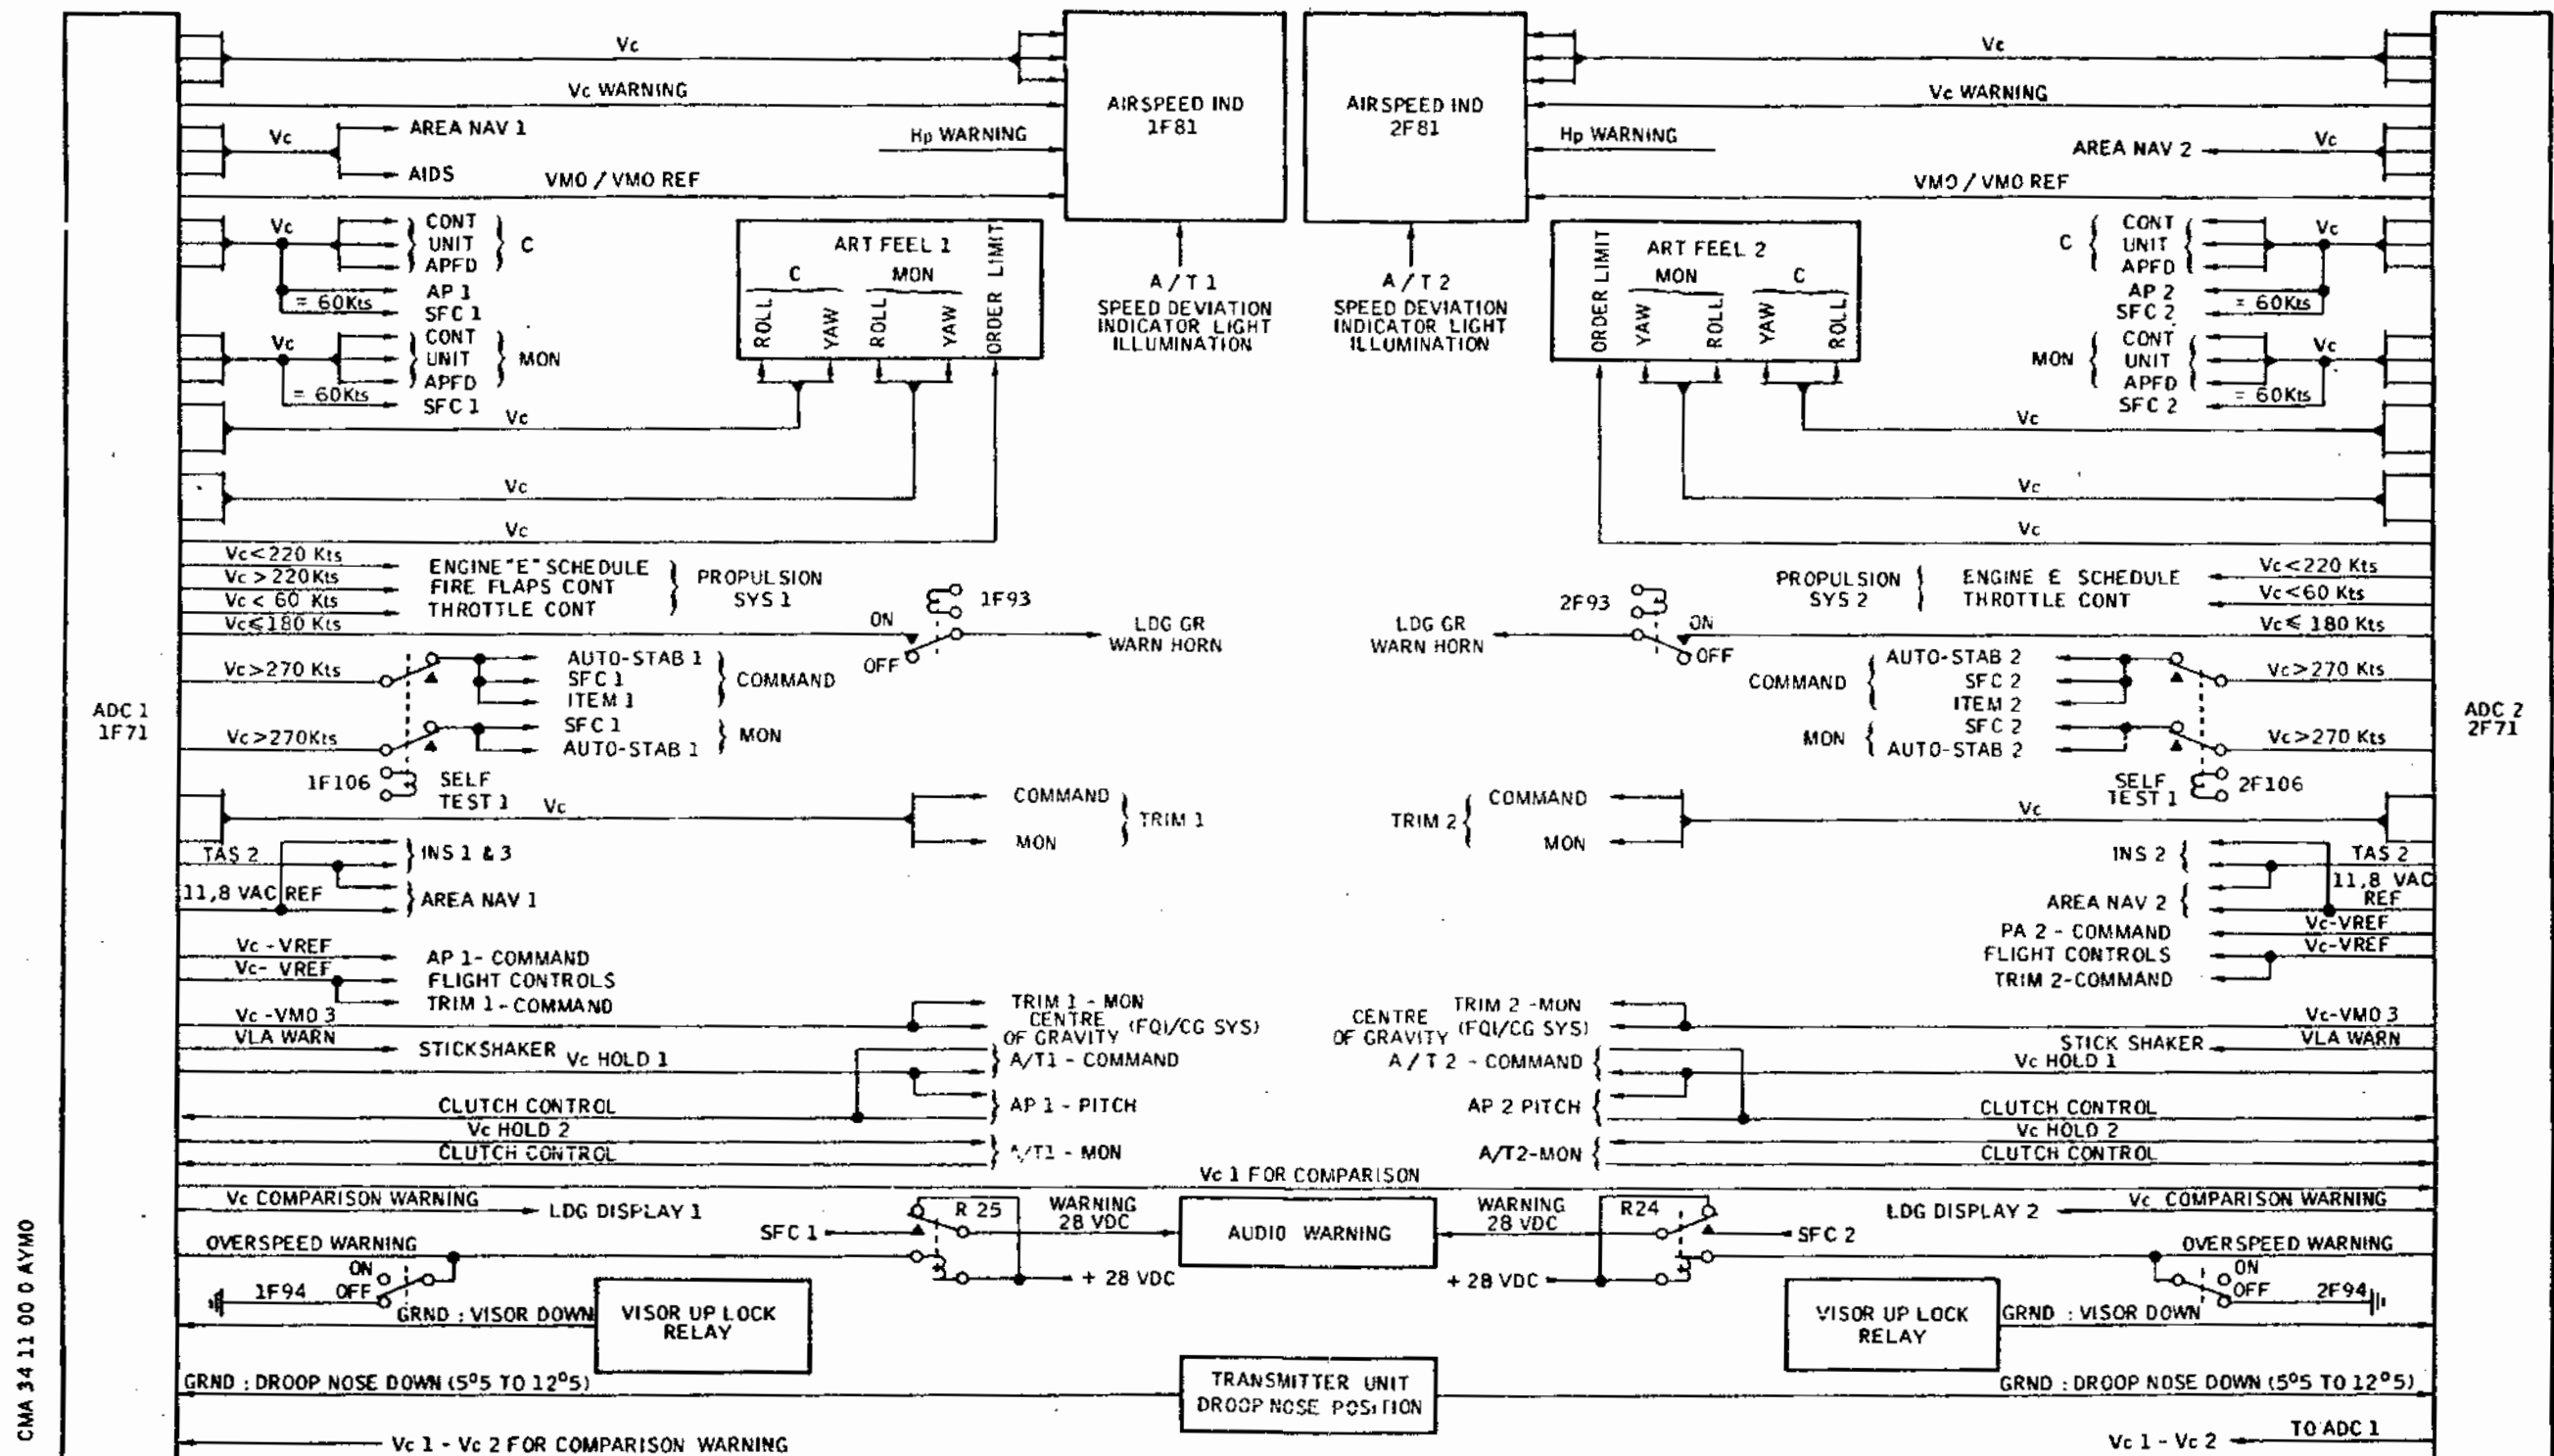 Vc
Vc WARNING
AIRSPEED IND
1F81
AIRSPEED IND
2F81
Vc
Vc WARNING
Vc
AREA NAV 1
AIDS
Hp WARNING
Hp WARNING
AREA NAV 2
Vc
VMO / VMO REF
VMO / VMO REF
Vc
CONT
UNIT
APFD
C
AP 1
= 60Kts
SFC 1
Vc
CONT
UNIT
APFD
MON
= 60Kts
SFC 1
ART FEEL 1
C
MON
ROLL
YAW
ROLL
YAW
ORDER LIMIT
A / T 1
SPEED DEVIATION
INDICATOR LIGHT
ILLUMINATION
A / T 2
SPEED DEVIATION
INDICATOR LIGHT
ILLUMINATION
ART FEEL 2
MON
C
ORDER LIMIT
YAW
ROLL
YAW
ROLL
C
CONT
UNIT
APFD
Vc
AP 2
= 60Kts
SFC 2
MON
CONT
UNIT
APFD
Vc
= 60Kts
SFC 2
Vc
Vc
Vc
Vc
Vc
Vc
Vc<220 Kts
Vc > 220Kts
Vc < 60 Kts
Vc≤180 Kts
ENGINE "E" SCHEDULE
FIRE FLAPS CONT
THROTTLE CONT
PROPULSION
SYS 1
ON
OFF
1F93
LDG GR
WARN HORN
2F93
LDG GR
WARN HORN
ON
OFF
PROPULSION
SYS 2
ENGINE E SCHEDULE
THROTTLE CONT
Vc<220 Kts
Vc<60 Kts
Vc≤ 180 Kts
Vc>270 Kts
AUTO-STAB 1
SFC 1
ITEM 1
COMMAND
COMMAND
AUTO-STAB 2
SFC 2
ITEM 2
Vc>270 Kts
ADC 1
1F71
ADC 2
2F71
Vc>270Kts
SFC 1
AUTO-STAB 1
MON
MON
SFC 2
AUTO-STAB 2
Vc>270 Kts
1F106
SELF
TEST 1
SELF
TEST 1
2F106
Vc
COMMAND
MON
TRIM 1
TRIM 2
COMMAND
MON
Vc
TAS 2
INS 1 & 3
11,8 VAC REF
AREA NAV 1
INS 2
TAS 2
11,8 VAC
REF
AREA NAV 2
Vc - VREF
AP 1- COMMAND
Vc- VREF
FLIGHT CONTROLS
TRIM 1- COMMAND
PA 2 - COMMAND
Vc-VREF
FLIGHT CONTROLS
Vc-VREF
TRIM 2-COMMAND
Vc -VMO 3
TRIM 1 - MON
CENTRE
OF GRAVITY (FQI/CG SYS)
TRIM 2 -MON
CENTRE
OF GRAVITY (FQI/CG SYS)
Vc-VMO 3
VLA WARN
STICKSHAKER
STICK SHAKER
VLA WARN
Vc HOLD 1
A/T1 - COMMAND
A / T 2 - COMMAND
Vc HOLD 1
CLUTCH CONTROL
AP 1 - PITCH
AP 2 PITCH
CLUTCH CONTROL
Vc HOLD 2
CLUTCH CONTROL
A/T1 - MON
A/T2-MON
Vc HOLD 2
CLUTCH CONTROL
Vc 1 FOR COMPARISON
Vc COMPARISON WARNING
LDG DISPLAY 1
LDG DISPLAY 2
Vc COMPARISON WARNING
SFC 1
R 25
WARNING
28 VDC
AUDIO WARNING
WARNING
28 VDC
R24
SFC 2
OVERSPEED WARNING
+ 28 VDC
+ 28 VDC
OVERSPEED WARNING
1F94
ON
OFF
ON
OFF
2F94
GRND : VISOR DOWN
VISOR UP LOCK
RELAY
VISOR UP LOCK
RELAY
GRND : VISOR DOWN
GRND : DROOP NOSE DOWN (5º5 TO 12º5)
TRANSMITTER UNIT
DROOP NOSE POSITION
GRND : DROOP NOSE DOWN (5º5 TO 12º5)
Vc 1 - Vc 2 FOR COMPARISON WARNING
Vc 1 - Vc 2
TO ADC 1
CMA 34 11 00 0 AYM0